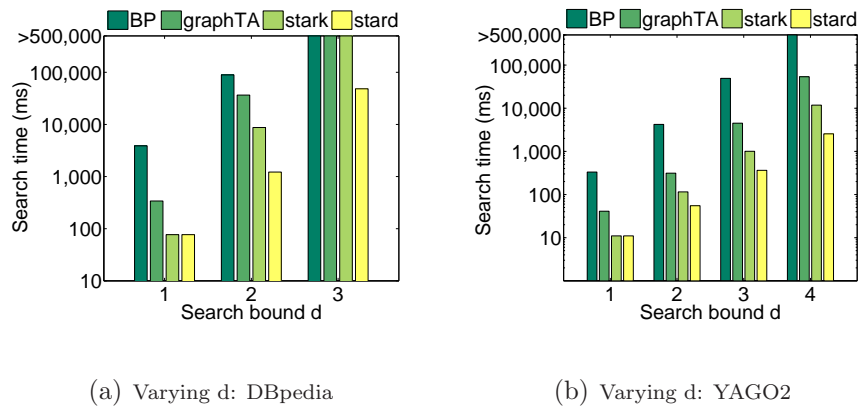 BP graphTA stark stard
>500,000
100,000
10,000
1,000
100
10
Search time (ms)
1 2 3
Search bound d
(a) Varying d: DBpedia
BP graphTA stark stard
>500,000
100,000
10,000
1,000
100
10
Search time (ms)
1 2 3 4
Search bound d
(b) Varying d: YAGO2